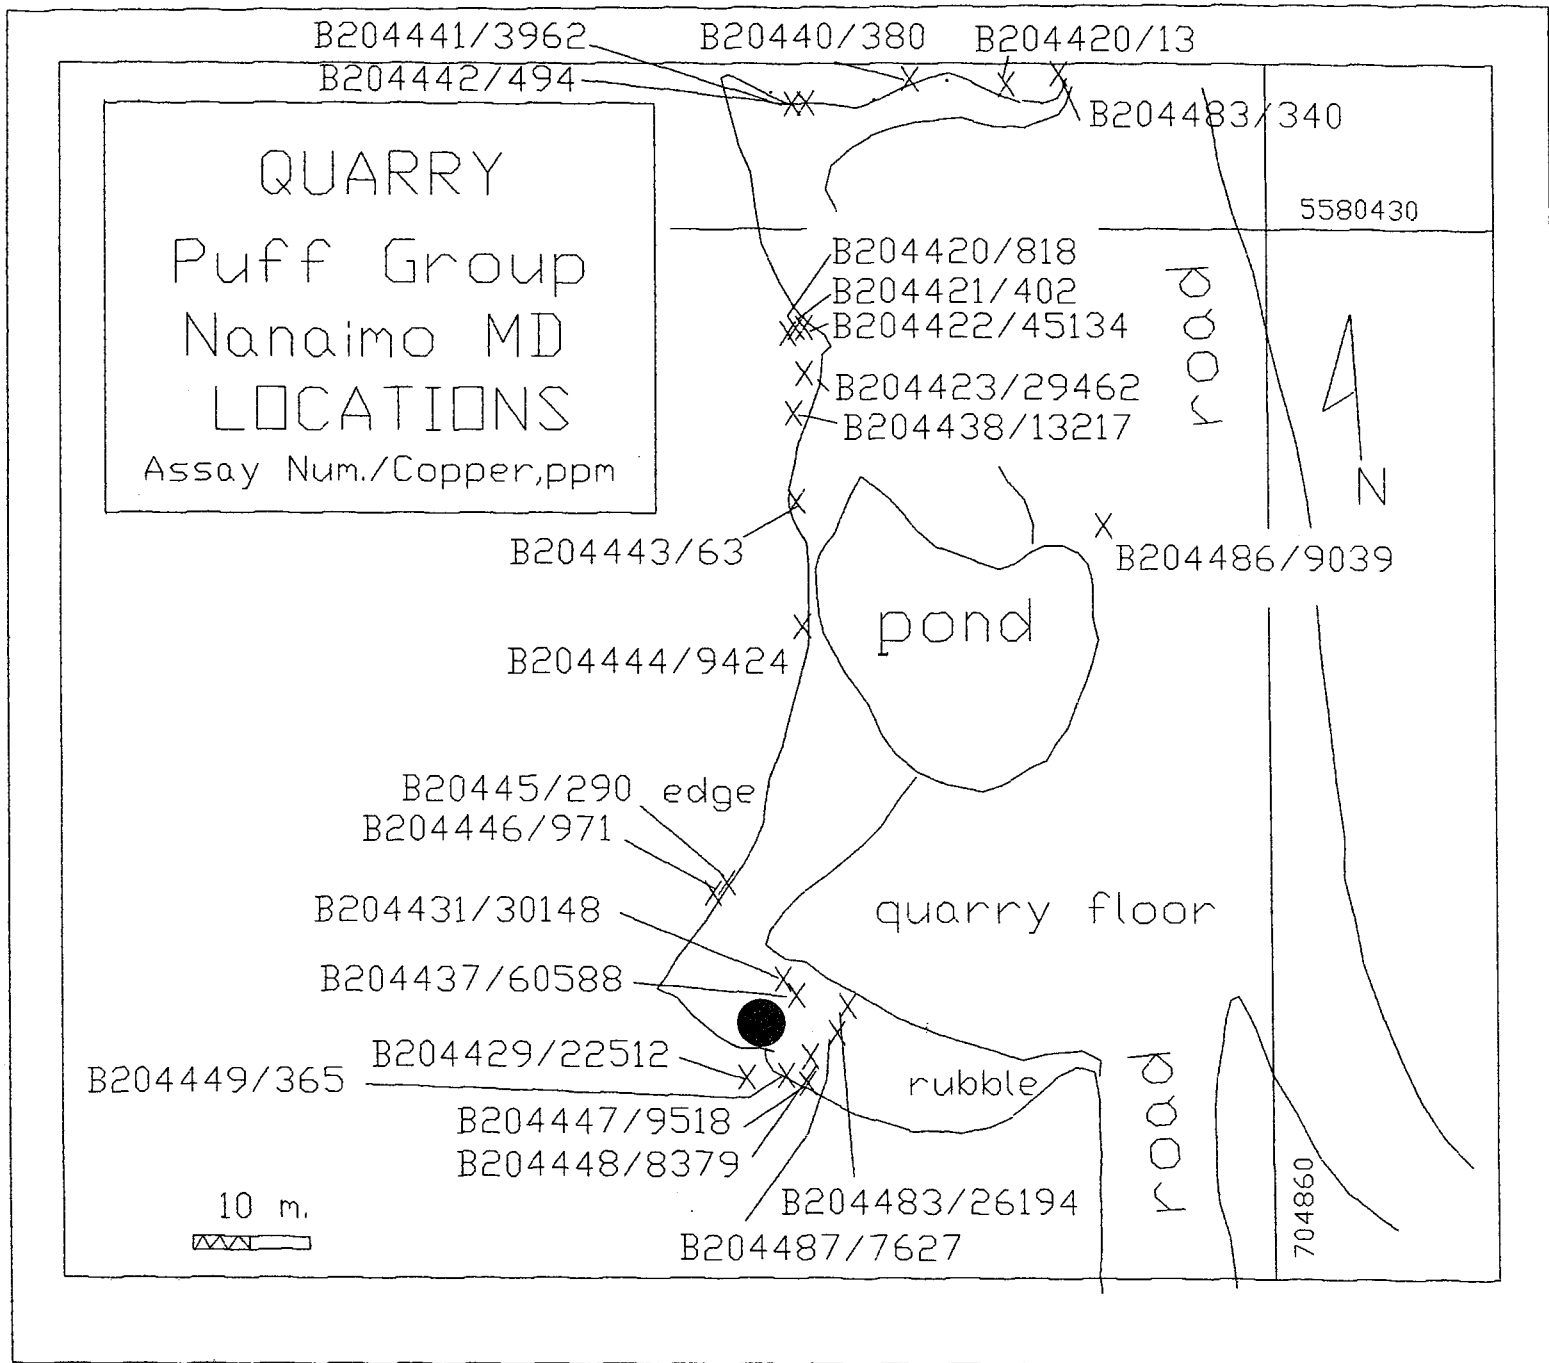 B204441/3962
B20440/380
B204420/13
B204442/494
B204483/340
QUARRY
Puff Group
Nanaimo MD
LOCATIONS
Assay Num./Copper,ppm
5580430
B204420/818
B204421/402
B204422/45134
B204423/29462
B204438/13217
road
N
B204443/63
B204486/9039
pond
B204444/9424
B20445/290
edge
B204446/971
B204431/30148
quarry floor
B204437/60588
B204429/22512
B204449/365
rubble
B204447/9518
B204448/8379
road
B204483/26194
B204487/7627
704860
10 m.